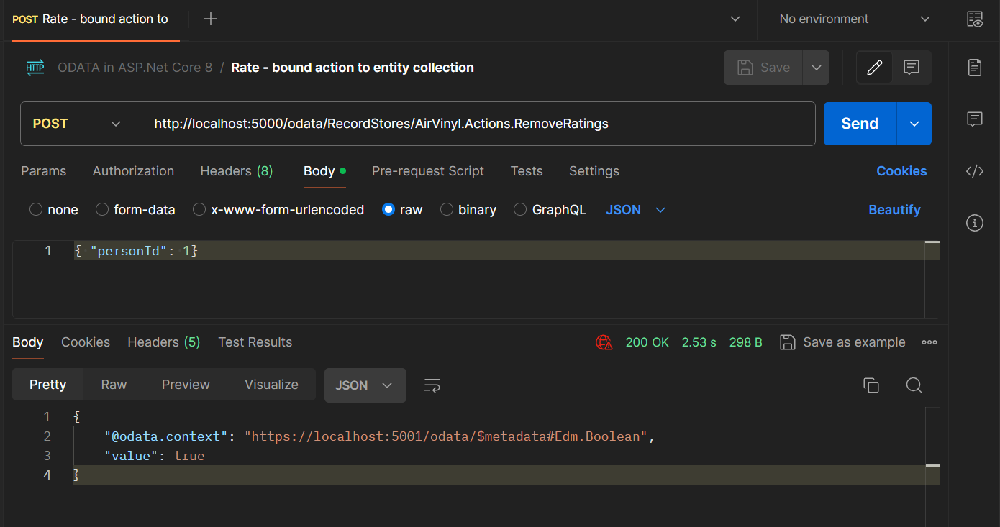 POST Rate - bound action to
No environment
HTTP ODATA in ASP.Net Core 8 / Rate - bound action to entity collection
Save
POST http://localhost:5000/odata/RecordStores/AirVinyl.Actions.RemoveRatings Send
Params Authorization Headers (8) Body Pre-request Script Tests Settings Cookies
none form-data x-www-form-urlencoded raw binary GraphQL JSON Beautify
1 { "personId": 1}
Body Cookies Headers (5) Test Results 200 OK 2.53 s 298 B Save as example
Pretty Raw Preview Visualize JSON
1 {
2 "@odata.context": "https://localhost:5001/odata/$metadata#Edm.Boolean",
3 "value": true
4 }